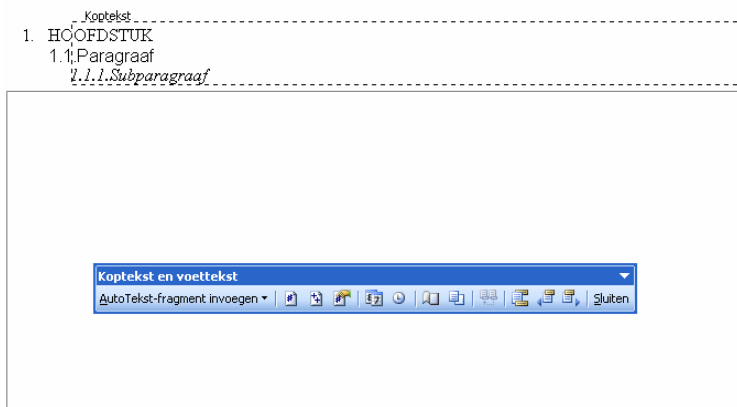 Koptekst
1. HOOFDSTUK
1.1.Paragraaf
1.1.1.Subparagraaf
Koptekst en voettekst
AutoTekst-fragment invoegen Sluiten